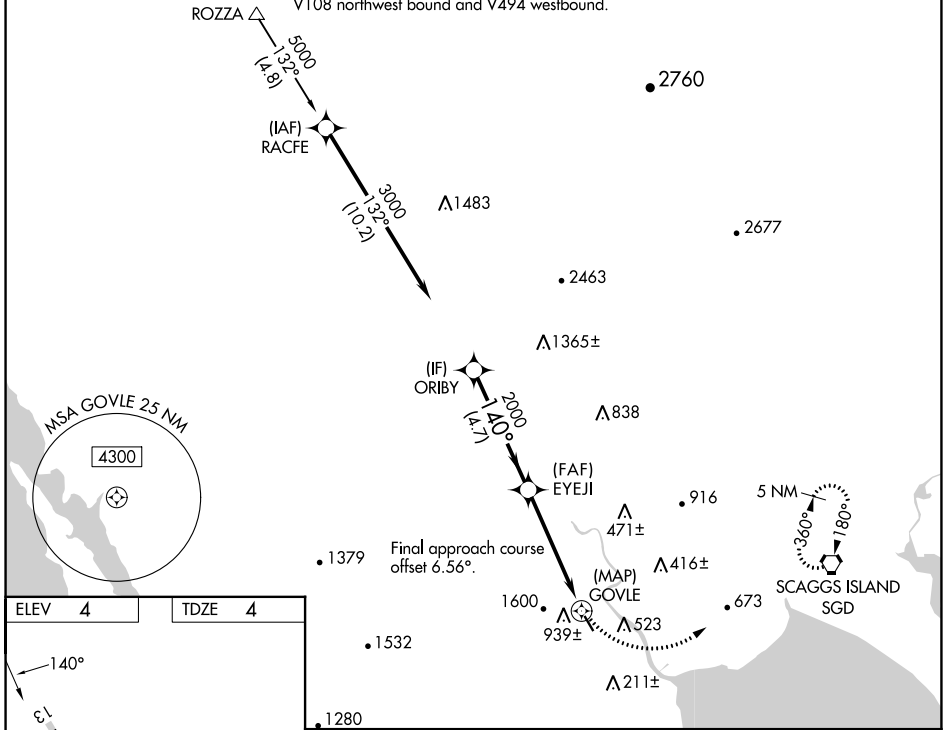 V108 northwest bound and V494 westbound.
ROZZA
5000
132°
(4.8)
2760
(IAF)
RACFE
3000
132°
(10.2)
1483
2677
2463
1365±
(IF)
ORIBY
2000
140°
(4.7)
838
MSA GOVLE 25 NM
4300
(FAF)
EYEJI
471±
916
5 NM
360°
180°
1379
Final approach course
offset 6.56°.
416±
(MAP)
GOVLE
SCAGGS ISLAND
SGD
1600
939±
523
673
ELEV 4
TDZE 4
1532
140°
211±
13
1280